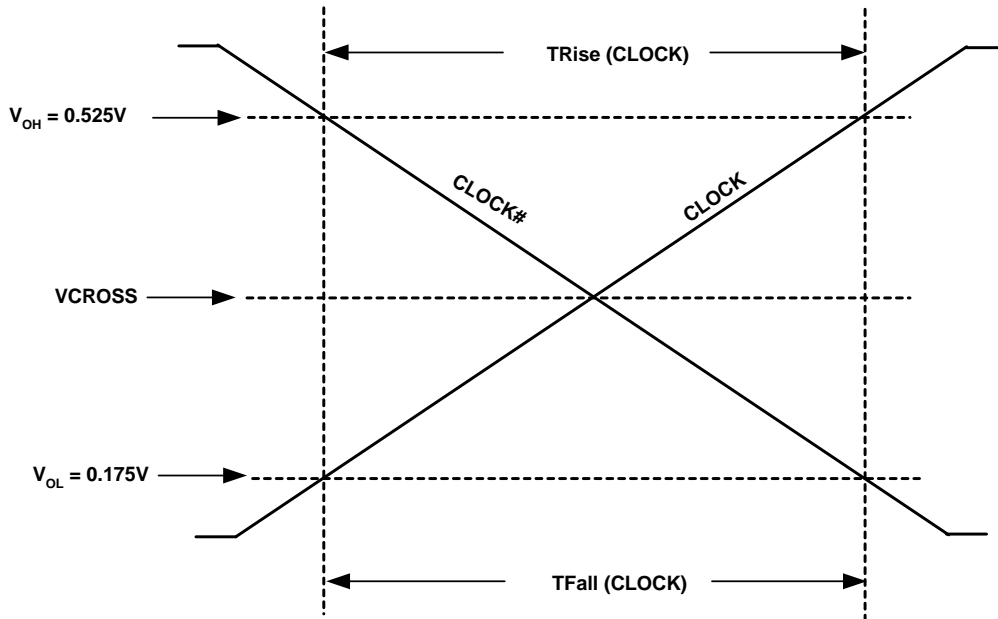 TRise (CLOCK)
V_OH = 0.525V
CLOCK#
CLOCK
VCROSS
V_OL = 0.175V
TFall (CLOCK)